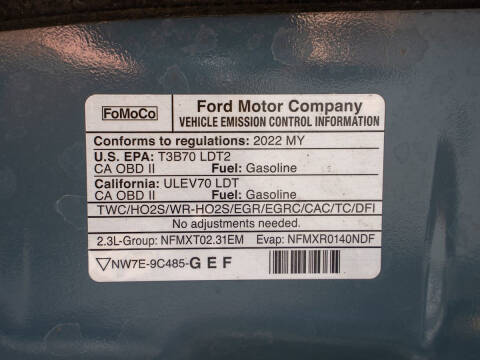 FoMoCo
Ford Motor Company
VEHICLE EMISSION CONTROL INFORMATION
Conforms to regulations: 2022 MY
U.S. EPA: T3B70 LDT2
CA OBD II Fuel: Gasoline
California: ULEV70 LDT
CA OBD II Fuel: Gasoline
TWC/HO2S/WR-HO2S/EGR/EGRC/CAC/TC/DFI
No adjustments needed.
2.3L-Group: NFMXT02.31EM Evap: NFMXR0140NDF
▽NW7E-9C485-GEF